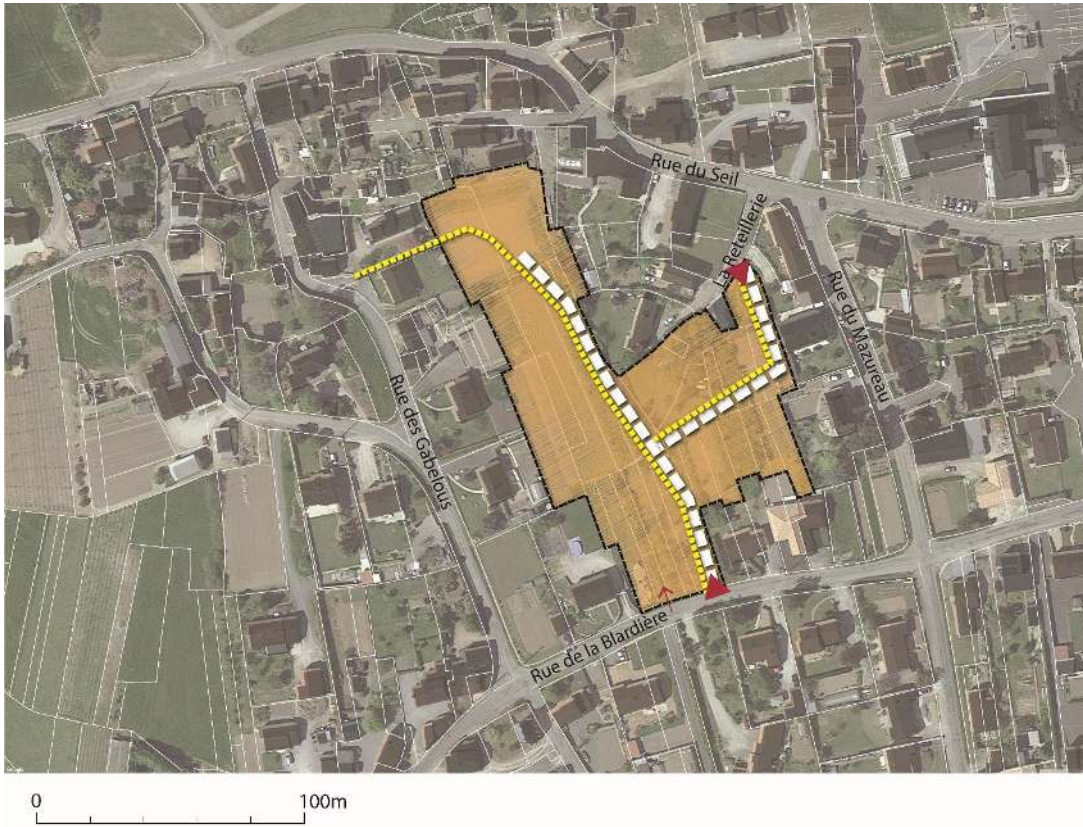 Rue du Seil
La Reteillerie
Rue du Mazureau
Rue des Gabelous
Rue de la Blardière
0
100m